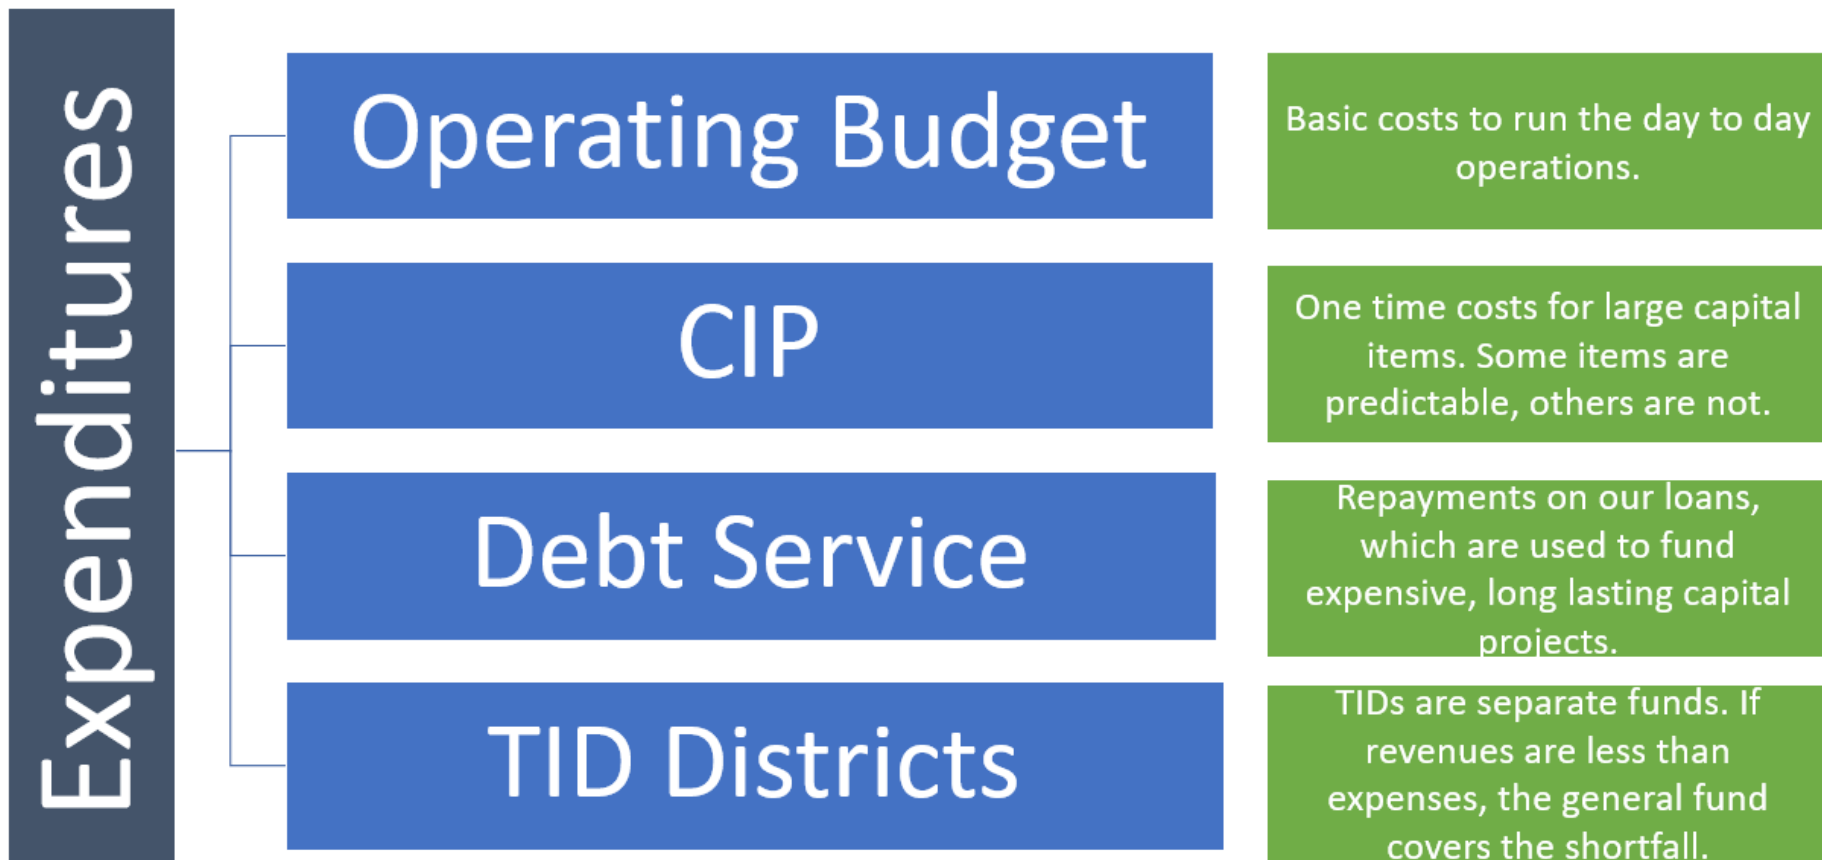 Expenditures
Operating Budget
Basic costs to run the day to day
operations.
CIP
One time costs for large capital
items. Some items are
predictable, others are not.
Debt Service
Repayments on our loans,
which are used to fund
expensive, long lasting capital
projects.
TID Districts
TIDs are separate funds. If
revenues are less than
expenses, the general fund
covers the shortfall.